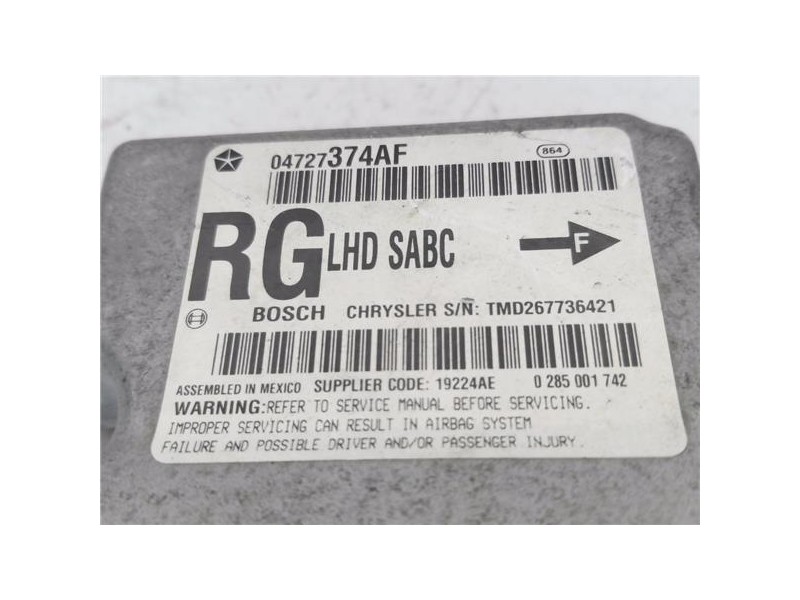 04727374AF 864
RG LHD SABC F
BOSCH CHRYSLER S/N: TMD267736421
ASSEMBLED IN MEXICO SUPPLIER CODE: 19224AE 0 285 001 742
WARNING: REFER TO SERVICE MANUAL BEFORE SERVICING.
IMPROPER SERVICING CAN RESULT IN AIRBAG SYSTEM
FAILURE AND POSSIBLE DRIVER AND/OR PASSENGER INJURY.